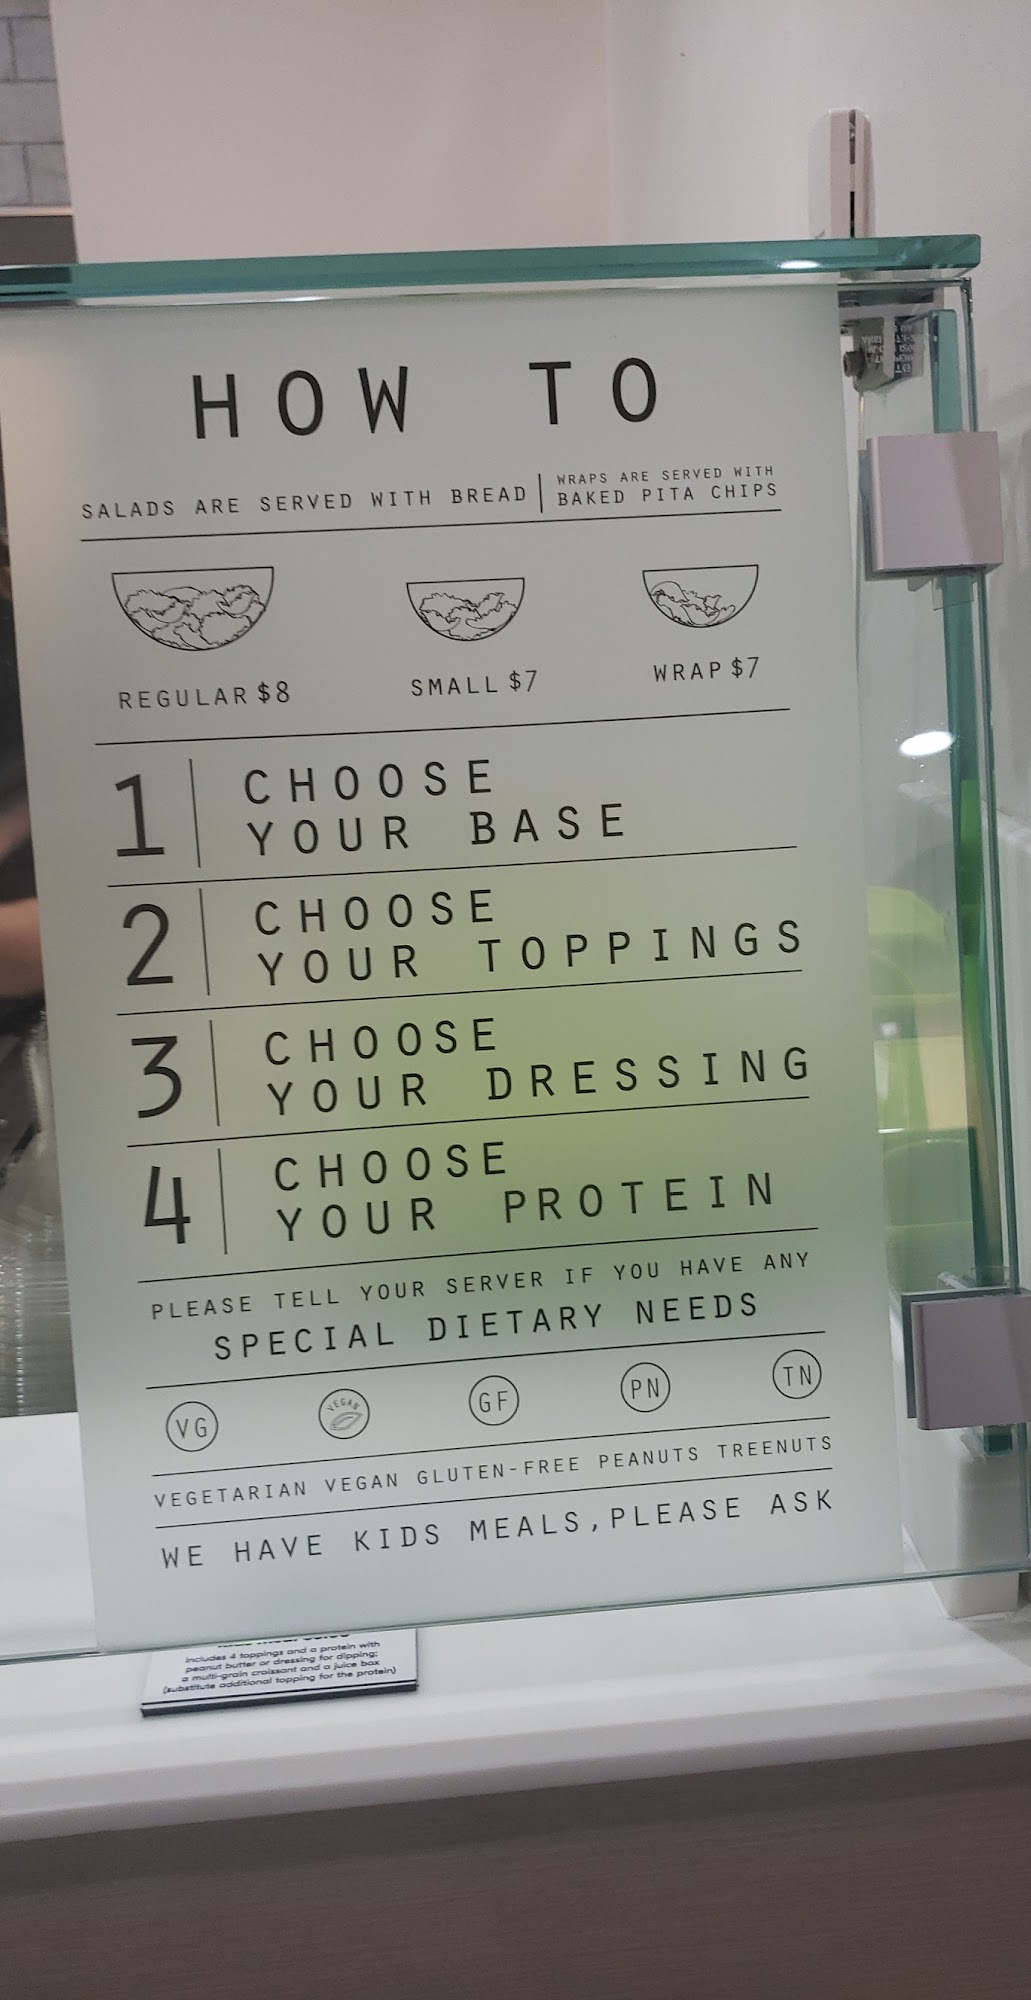 HOW TO
SALADS ARE SERVED WITH BREAD
WRAPS ARE SERVED WITH
BAKED PITA CHIPS
REGULAR $8
SMALL $7
WRAP $7
1
CHOOSE
YOUR BASE
2
CHOOSE
YOUR TOPPINGS
3
CHOOSE
YOUR DRESSING
4
CHOOSE
YOUR PROTEIN
PLEASE TELL YOUR SERVER IF YOU HAVE ANY
SPECIAL DIETARY NEEDS
VG
VEGAN
GF
PN
TN
VEGETARIAN VEGAN GLUTEN-FREE PEANUTS TREENUTS
WE HAVE KIDS MEALS,PLEASE ASK
includes 4 toppings and a protein with
peanut butter or dressing for dipping;
a multi-grain croissant and a juice box
(substitute additional topping for the protein)